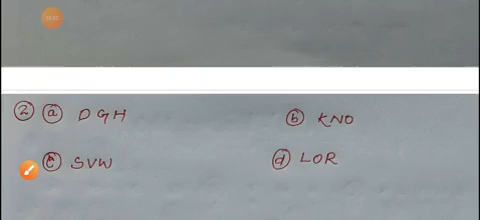 ② ⓐ DGH ⓑ KNO
ⓒ SVW ⓓ LOR